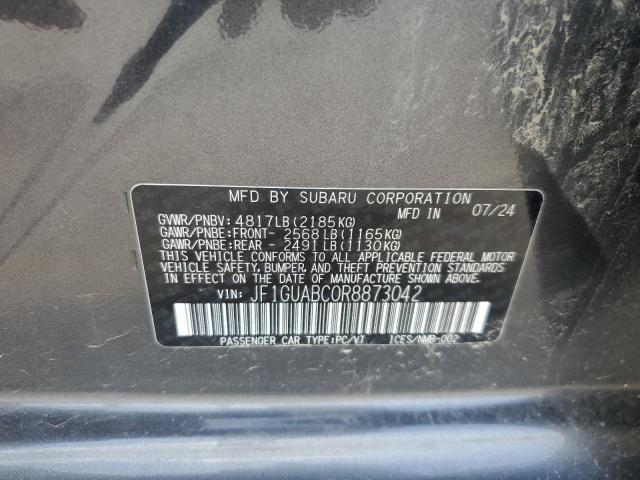 MFD BY SUBARU CORPORATION
GVWR/PNBV: 4817LB(2185KG) MFD IN 07/24
GAWR/PNBE:FRONT- 2568LB(1165KG)
GAWR/PNBE:REAR - 2491LB(1130KG)
THIS VEHICLE CONFORMS TO ALL APPLICABLE FEDERAL MOTOR
VEHICLE SAFETY, BUMPER, AND THEFT PREVENTION STANDARDS
IN EFFECT ON THE DATE OF MANUFACTURE SHOWN ABOVE.
VIN: JF1GUABC0R8873042
PASSENGER CAR TYPE:PC/VT ICES/NMB-002